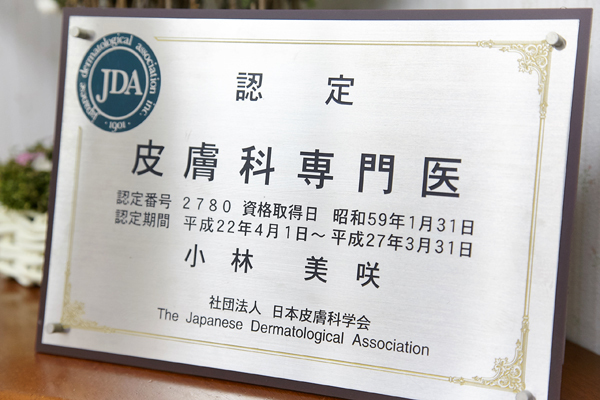 japanese dermatological association inc.
JDA
・1901・
認定
皮膚科専門医
認定番号 2780 資格取得日 昭和59年1月31日
認定期間 平成22年4月1日〜平成27年3月31日
小林 美咲
社団法人 日本皮膚科学会
The Japanese Dermatological Association